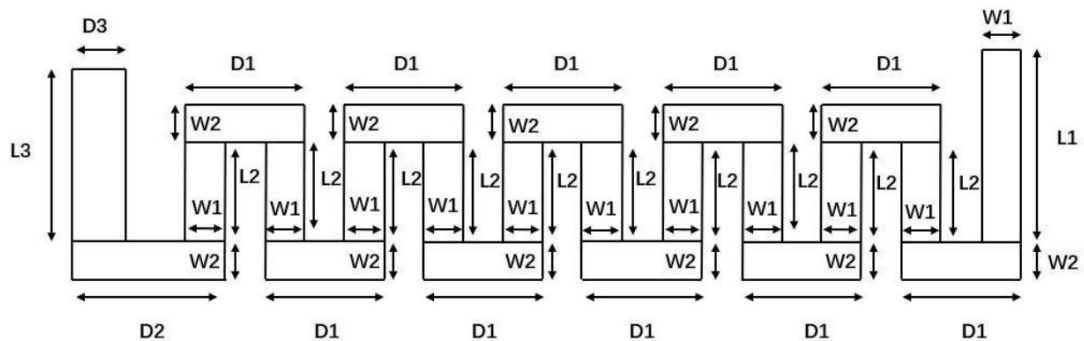 D3 W1
D1 D1 D1 D1 D1
W2 W2 W2 W2 W2
L3 L1
L2 L2 L2 L2 L2 L2 L2 L2 L2 L2
W1 W1 W1 W1 W1 W1 W1 W1 W1 W1
W2 W2 W2 W2 W2 W2
D2 D1 D1 D1 D1 D1